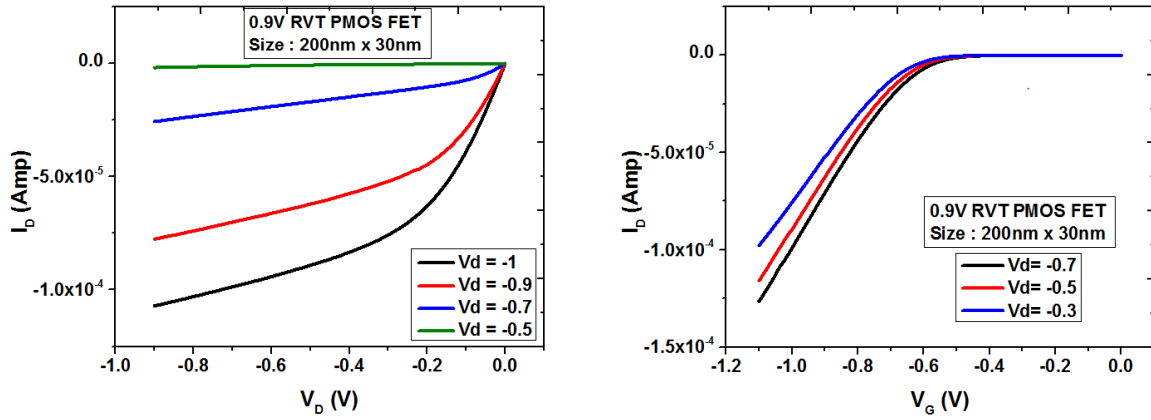 0.9V RVT PMOS FET
Size : 200nm x 30nm
0.0
-5.0x10⁻⁵
-1.0x10⁻⁴
I_D (Amp)
Vd = -1
Vd = -0.9
Vd = -0.7
Vd = -0.5
-1.0 -0.8 -0.6 -0.4 -0.2 0.0
V_D (V)
0.0
-5.0x10⁻⁵
-1.0x10⁻⁴
-1.5x10⁻⁴
I_D (Amp)
0.9V RVT PMOS FET
Size : 200nm x 30nm
Vd= -0.7
Vd= -0.5
Vd= -0.3
-1.2 -1.0 -0.8 -0.6 -0.4 -0.2 0.0
V_G (V)